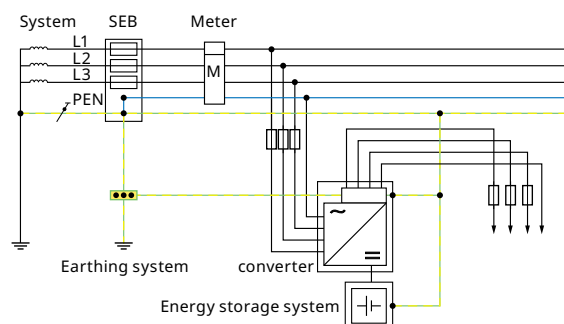 System SEB Meter
L1
L2
L3
M
PEN
~
=
Earthing system converter
Energy storage system